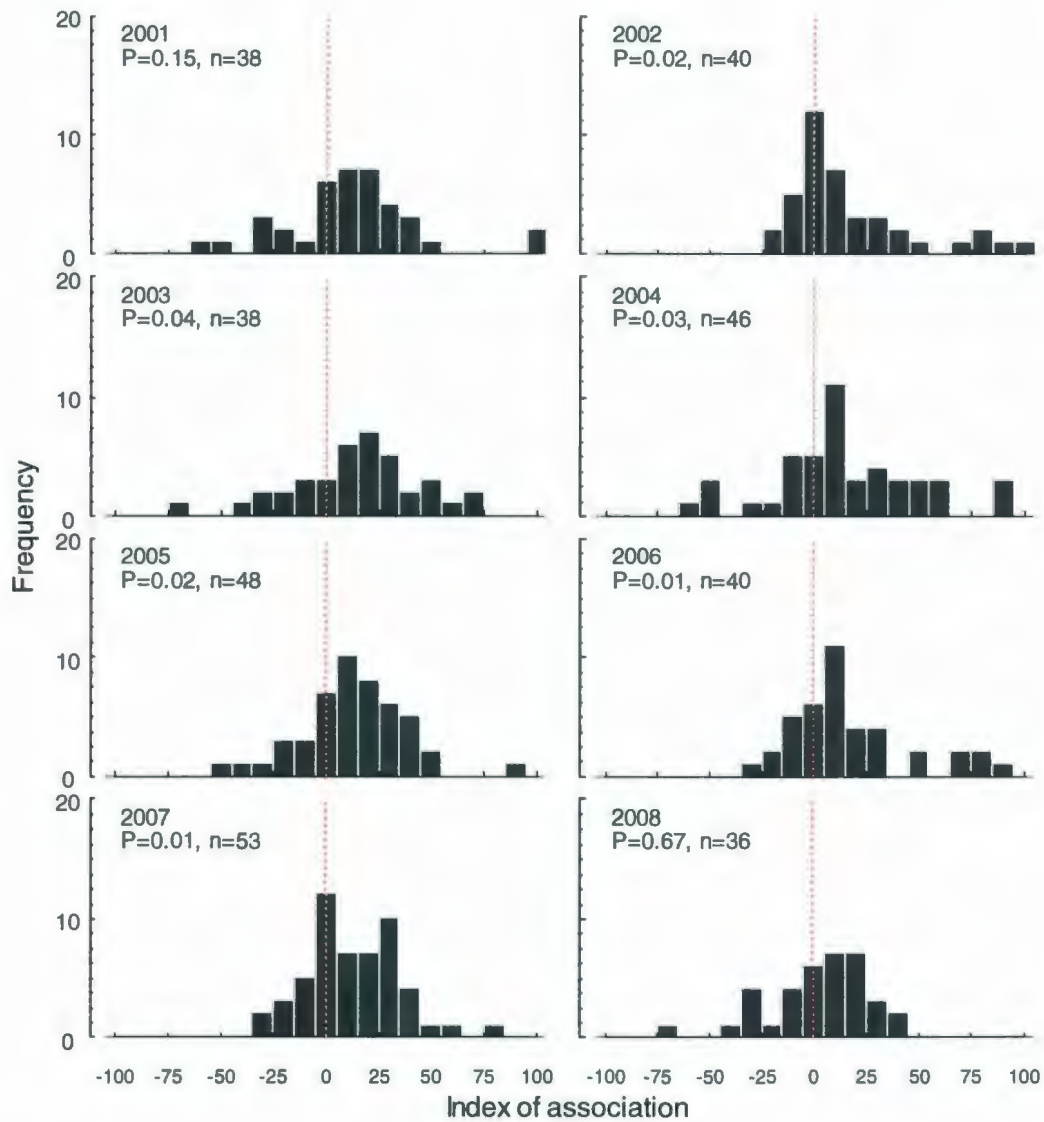 20
10
0
2001
P=0.15, n=38
2002
P=0.02, n=40
20
10
0
2003
P=0.04, n=38
2004
P=0.03, n=46
20
10
0
2005
P=0.02, n=48
2006
P=0.01, n=40
20
10
0
2007
P=0.01, n=53
2008
P=0.67, n=36
Frequency
-100 -75 -50 -25 0 25 50 75 100
-100 -75 -50 -25 0 25 50 75 100
Index of association